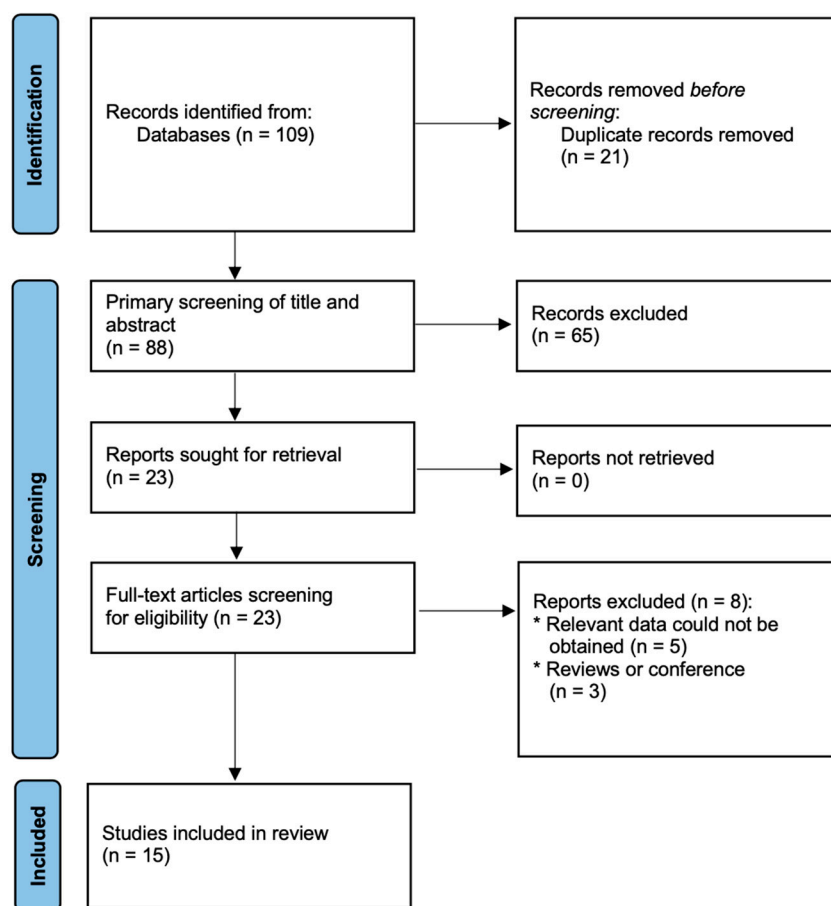 Identification
Records identified from:
Databases (n = 109)
Records removed before
screening:
Duplicate records removed
(n = 21)
Screening
Primary screening of title and
abstract
(n = 88)
Records excluded
(n = 65)
Reports sought for retrieval
(n = 23)
Reports not retrieved
(n = 0)
Full-text articles screening
for eligibility (n = 23)
Reports excluded (n = 8):
* Relevant data could not be
obtained (n = 5)
* Reviews or conference
(n = 3)
Included
Studies included in review
(n = 15)